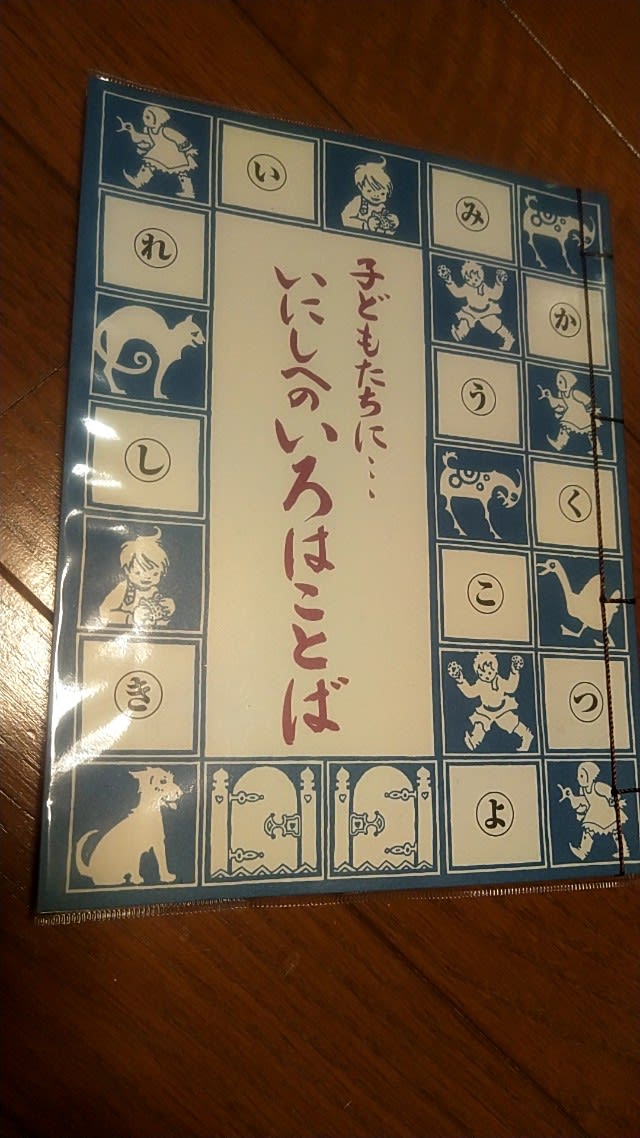 子どもたちに…
いにしへのいろはことば
い
み
れ
か
う
し
く
こ
き
つ
よ